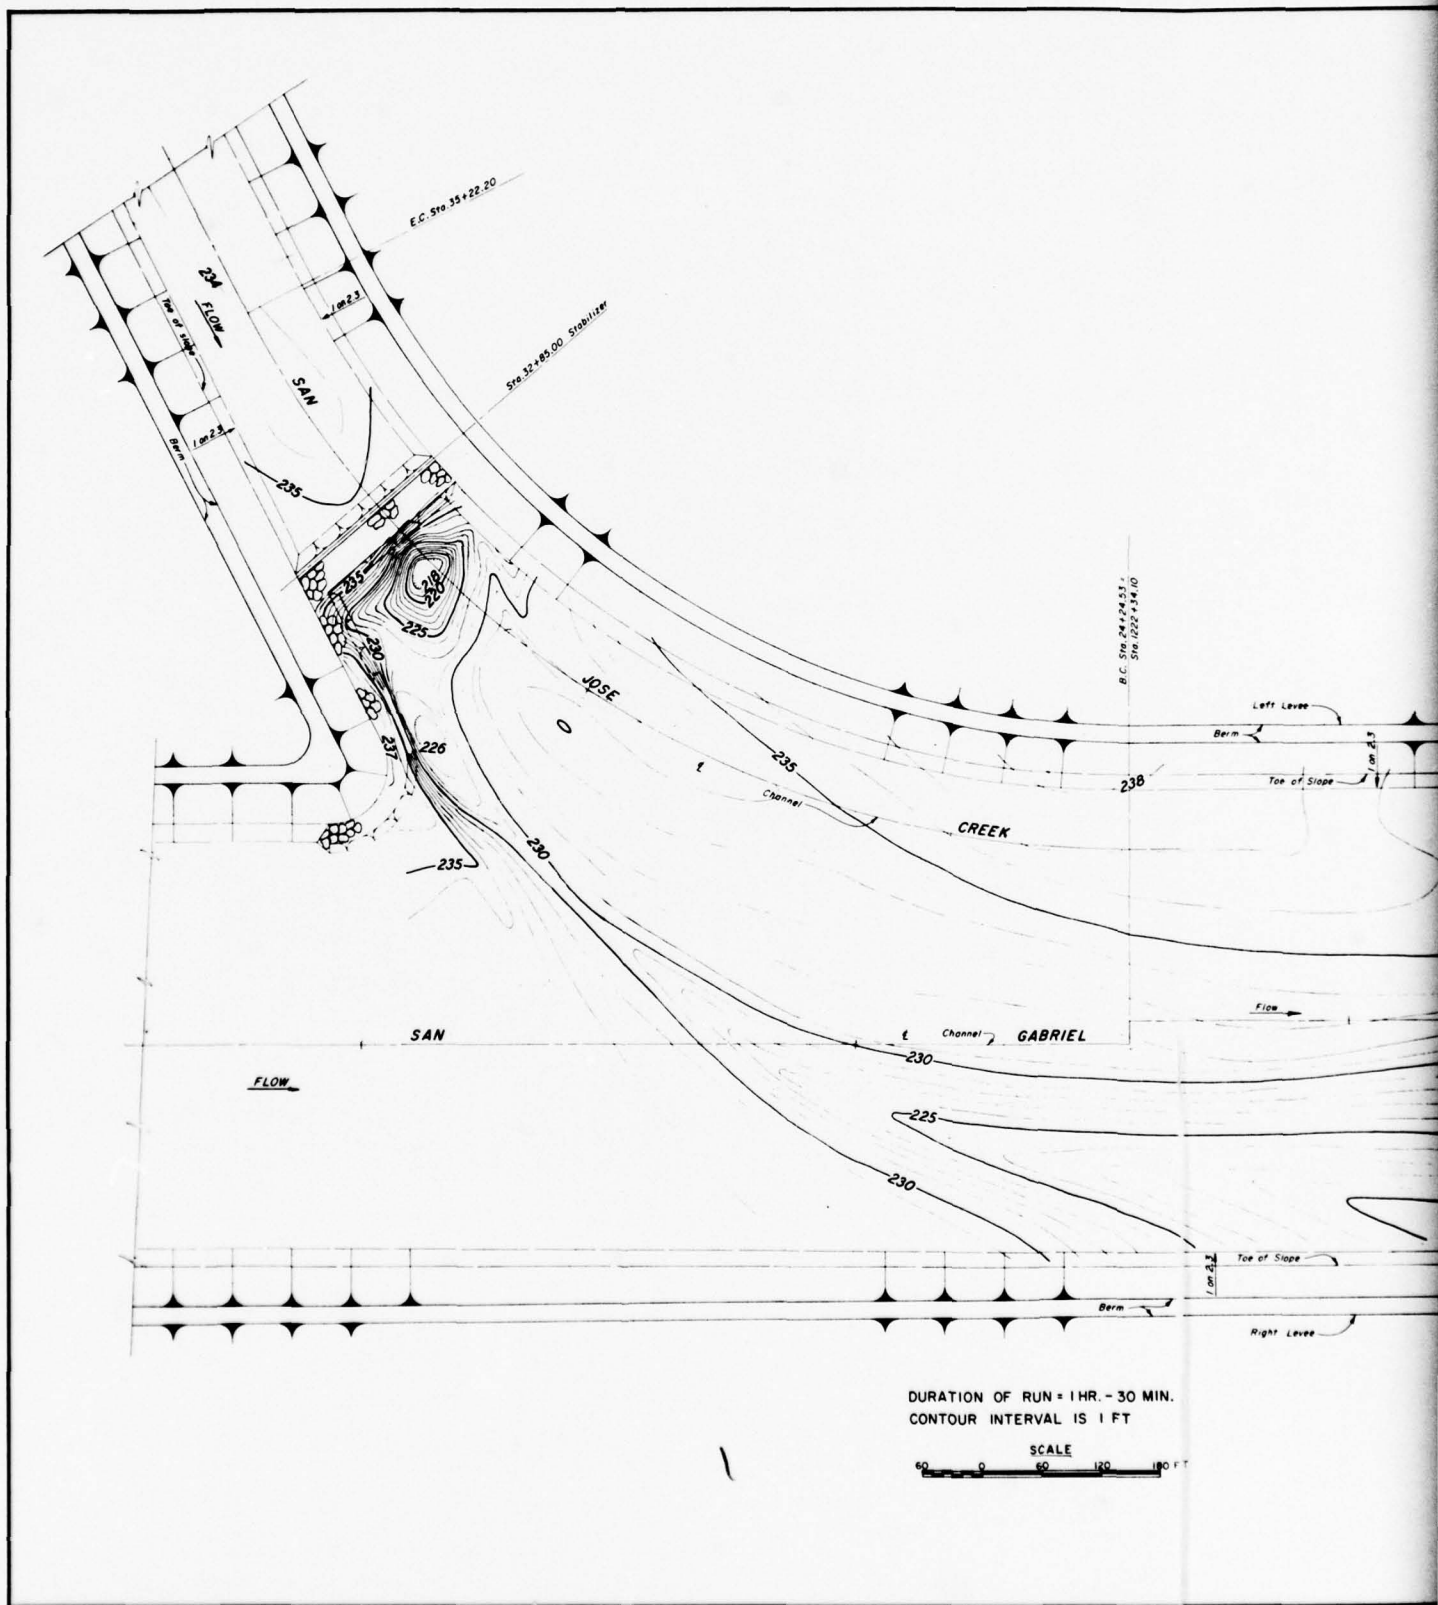 E.C. Sta. 35+22.20
234
FLOW
Toe of slope
1 on 2.3
SAN
Sta. 32+85.00 Stabilizer
1 on 2.3
Berm
235
235
218
220
225
230
B.C. Sta. 24+24.53 =
Sta. 1222+34.10
JOSE
Left Levee
Berm
1 on 2.3
237
226
235
238
Toe of Slope
℄
Channel
CREEK
230
235
Flow
SAN
℄ Channel
GABRIEL
230
FLOW
225
230
Toe of Slope
1 on 2.3
Berm
Right Levee
DURATION OF RUN = 1 HR. - 30 MIN.
CONTOUR INTERVAL IS 1 FT
SCALE
60 0 60 120 180 FT